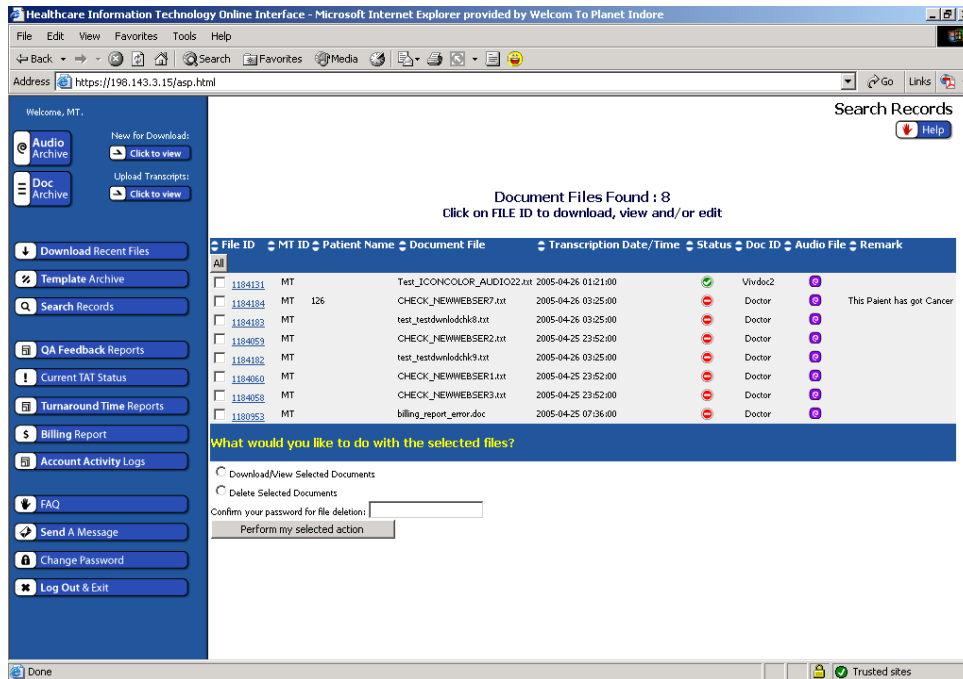 Healthcare Information Technology Online Interface - Microsoft Internet Explorer provided by Welcom To Planet Indore
File Edit View Favorites Tools Help
Back Search Favorites Media
Address https://198.143.3.15/asp.html Go Links
Welcome, MT.
Search Records
Help
Audio Archive New for Download: Click to view
Doc Archive Upload Transcripts: Click to view
Document Files Found : 8
Click on FILE ID to download, view and/or edit
Download Recent Files
Template Archive
Search Records
QA Feedback Reports
Current TAT Status
Turnaround Time Reports
Billing Report
Account Activity Logs
FAQ
Send A Message
Change Password
Log Out & Exit
File ID MT ID Patient Name Document File Transcription Date/Time Status Doc ID Audio File Remark
All
1184131 MT Test_ICONCOLOR_AUDIO22.txt 2005-04-26 01:21:00 Vivdoc2
1184184 MT 126 CHECK_NEWWEBSER7.txt 2005-04-26 03:25:00 Doctor This Paient has got Cancer
1184183 MT test_testdwnlodchk8.txt 2005-04-26 03:25:00 Doctor
1184059 MT CHECK_NEWWEBSER2.txt 2005-04-25 23:52:00 Doctor
1184182 MT test_testdwnlodchk9.txt 2005-04-26 03:25:00 Doctor
1184060 MT CHECK_NEWWEBSER1.txt 2005-04-25 23:52:00 Doctor
1184058 MT CHECK_NEWWEBSER3.txt 2005-04-25 23:52:00 Doctor
1180953 MT billing_report_error.doc 2005-04-25 07:36:00 Doctor
What would you like to do with the selected files?
Download/View Selected Documents
Delete Selected Documents
Confirm your password for file deletion:
Perform my selected action
Done Trusted sites